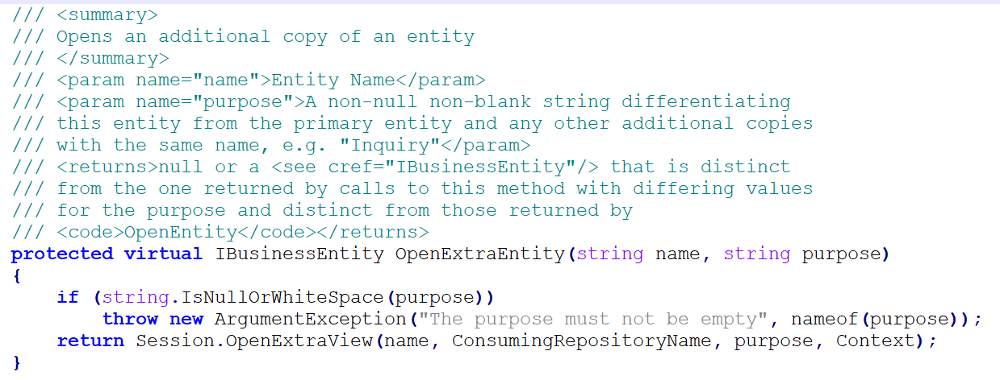 /// <summary>
/// Opens an additional copy of an entity
/// </summary>
/// <param name="name">Entity Name</param>
/// <param name="purpose">A non-null non-blank string differentiating
/// this entity from the primary entity and any other additional copies
/// with the same name, e.g. "Inquiry"</param>
/// <returns>null or a <see cref="IBusinessEntity"/> that is distinct
/// from the one returned by calls to this method with differing values
/// for the purpose and distinct from those returned by
/// <code>OpenEntity</code></returns>
protected virtual IBusinessEntity OpenExtraEntity(string name, string purpose)
{
    if (string.IsNullOrWhiteSpace(purpose))
        throw new ArgumentException("The purpose must not be empty", nameof(purpose));
    return Session.OpenExtraView(name, ConsumingRepositoryName, purpose, Context);
}